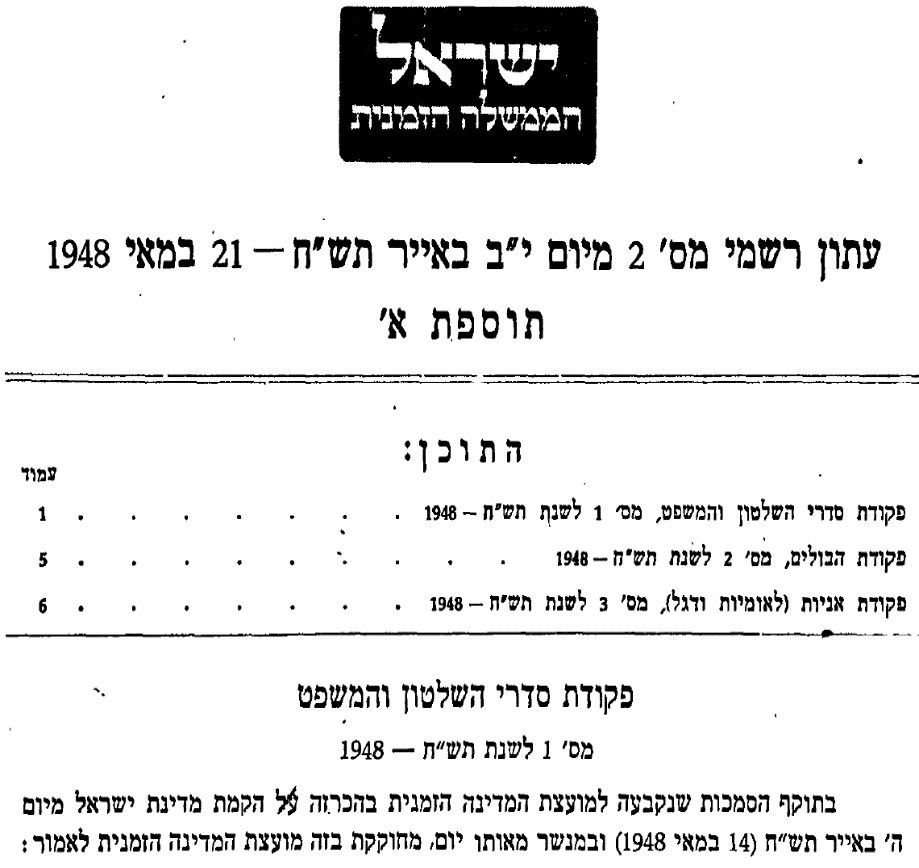 ישראל
הממשלה הזמנית
עתון רשמי מס׳ 2 מיום י״ב באייר תש״ח — 21 במאי 1948
תוספת א׳
התוכן:
עמוד
פקודת סדרי השלטון והמשפט, מס׳ 1 לשנת תש״ח — 1948 . . . . . . . . 1
פקודת הבולים, מס׳ 2 לשנת תש״ח — 1948 . . . . . . . . . 5
פקודת אניות (לאומיות ודגל), מס׳ 3 לשנת תש״ח — 1948 . . . . . . . . 6
פקודת סדרי השלטון והמשפט
מס׳ 1 לשנת תש״ח — 1948
בתוקף הסמכות שנקבעה למועצת המדינה הזמנית בהכרזה על הקמת מדינת ישראל מיום
ה׳ באייר תש״ח (14 במאי 1948) ובמנשר מאותו יום, מחוקקת בזה מועצת המדינה הזמנית לאמור: